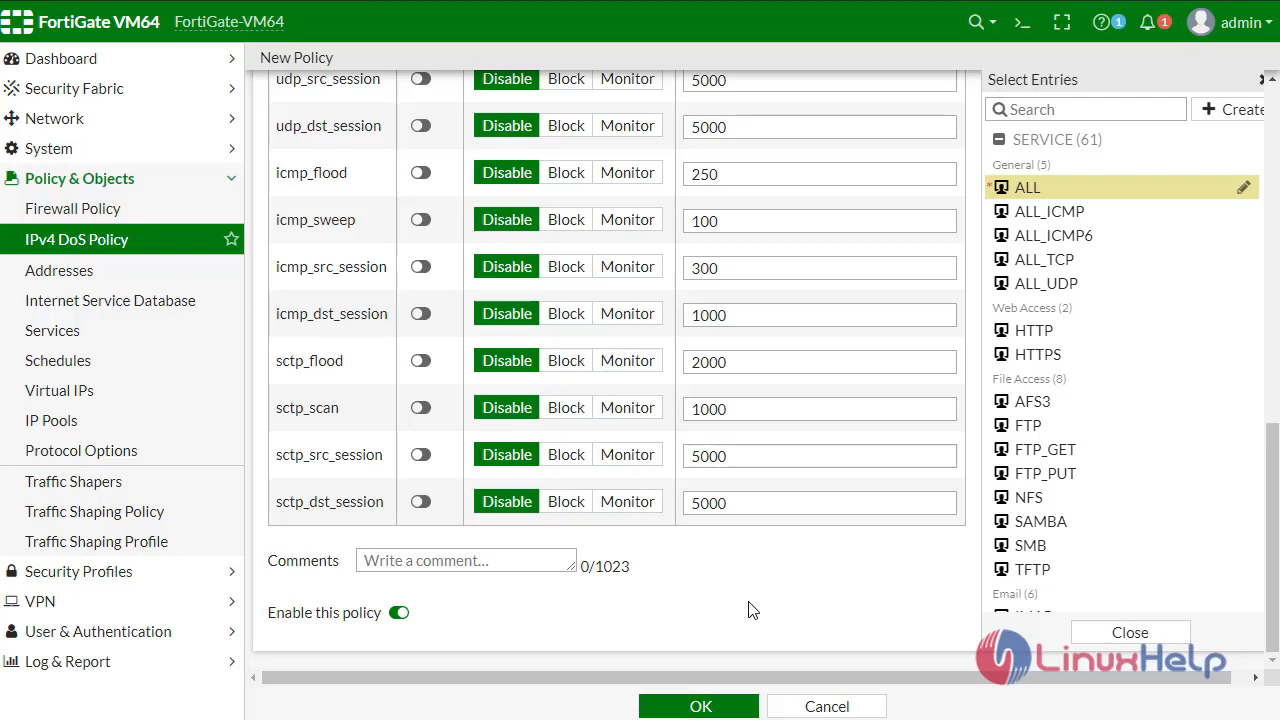 FortiGate VM64
FortiGate-VM64
1
1
admin
Dashboard
Security Fabric
Network
System
Policy & Objects
Firewall Policy
IPv4 DoS Policy
Addresses
Internet Service Database
Services
Schedules
Virtual IPs
IP Pools
Protocol Options
Traffic Shapers
Traffic Shaping Policy
Traffic Shaping Profile
Security Profiles
VPN
User & Authentication
Log & Report
New Policy
udp_src_session Disable Block Monitor 5000
udp_dst_session Disable Block Monitor 5000
icmp_flood Disable Block Monitor 250
icmp_sweep Disable Block Monitor 100
icmp_src_session Disable Block Monitor 300
icmp_dst_session Disable Block Monitor 1000
sctp_flood Disable Block Monitor 2000
sctp_scan Disable Block Monitor 1000
sctp_src_session Disable Block Monitor 5000
sctp_dst_session Disable Block Monitor 5000
Comments Write a comment... 0/1023
Enable this policy
OK Cancel
Select Entries
Search + Create
SERVICE (61)
General (5)
* ALL
ALL_ICMP
ALL_ICMP6
ALL_TCP
ALL_UDP
Web Access (2)
HTTP
HTTPS
File Access (8)
AFS3
FTP
FTP_GET
FTP_PUT
NFS
SAMBA
SMB
TFTP
Email (6)
Close
LinuxHelp